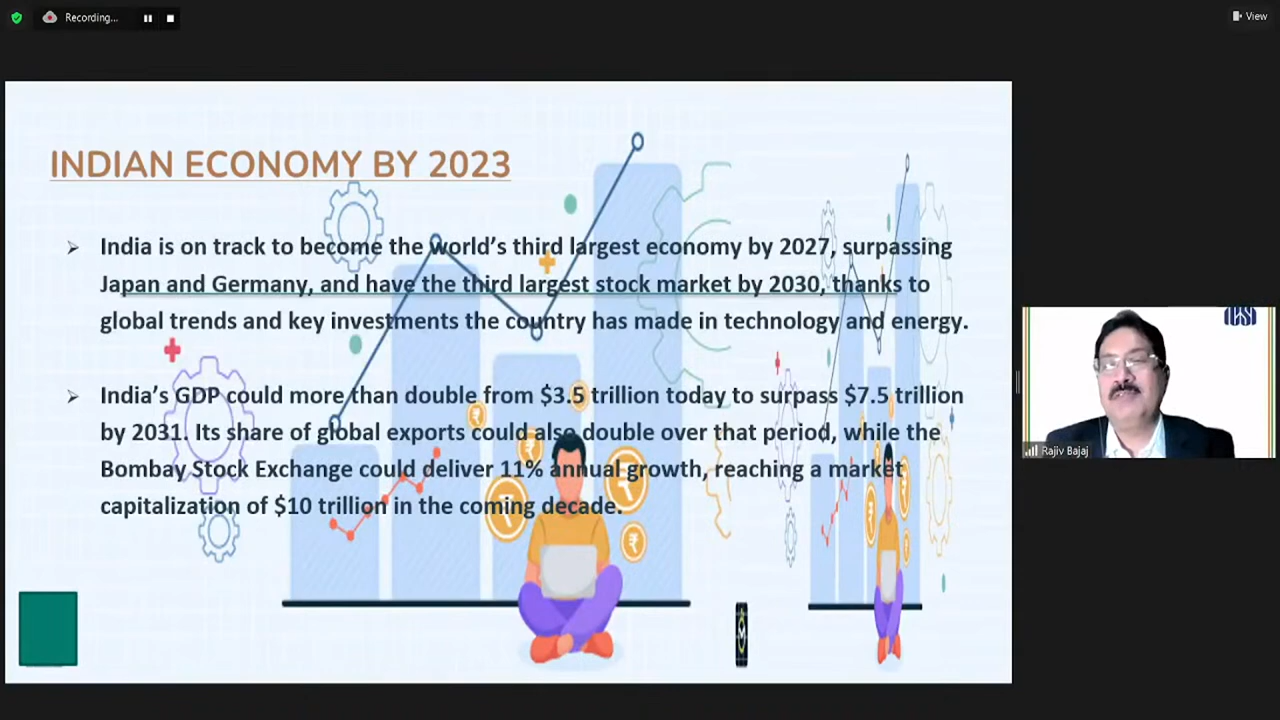 Recording...
View
INDIAN ECONOMY BY 2023
India is on track to become the world's third largest economy by 2027, surpassing
Japan and Germany, and have the third largest stock market by 2030, thanks to
global trends and key investments the country has made in technology and energy.
India's GDP could more than double from $3.5 trillion today to surpass $7.5 trillion
by 2031. Its share of global exports could also double over that period, while the
Bombay Stock Exchange could deliver 11% annual growth, reaching a market
capitalization of $10 trillion in the coming decade.
Rajiv Bajaj